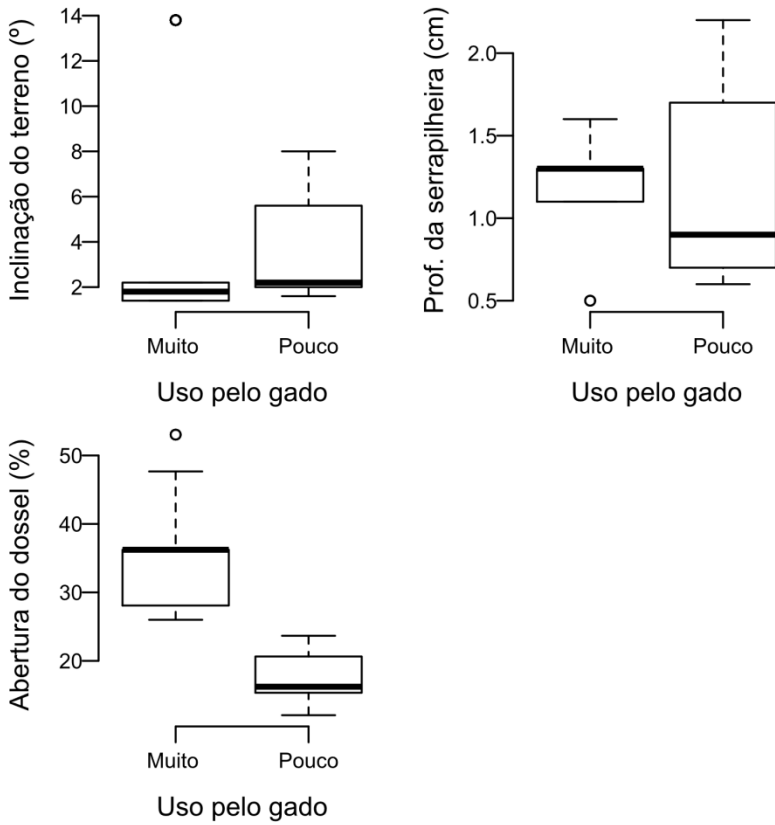 Inclinação do terreno (º)
14
12
10
8
6
4
2
Muito Pouco
Uso pelo gado
Prof. da serrapilheira (cm)
2.0
1.5
1.0
0.5
Muito Pouco
Uso pelo gado
Abertura do dossel (%)
50
40
30
20
Muito Pouco
Uso pelo gado